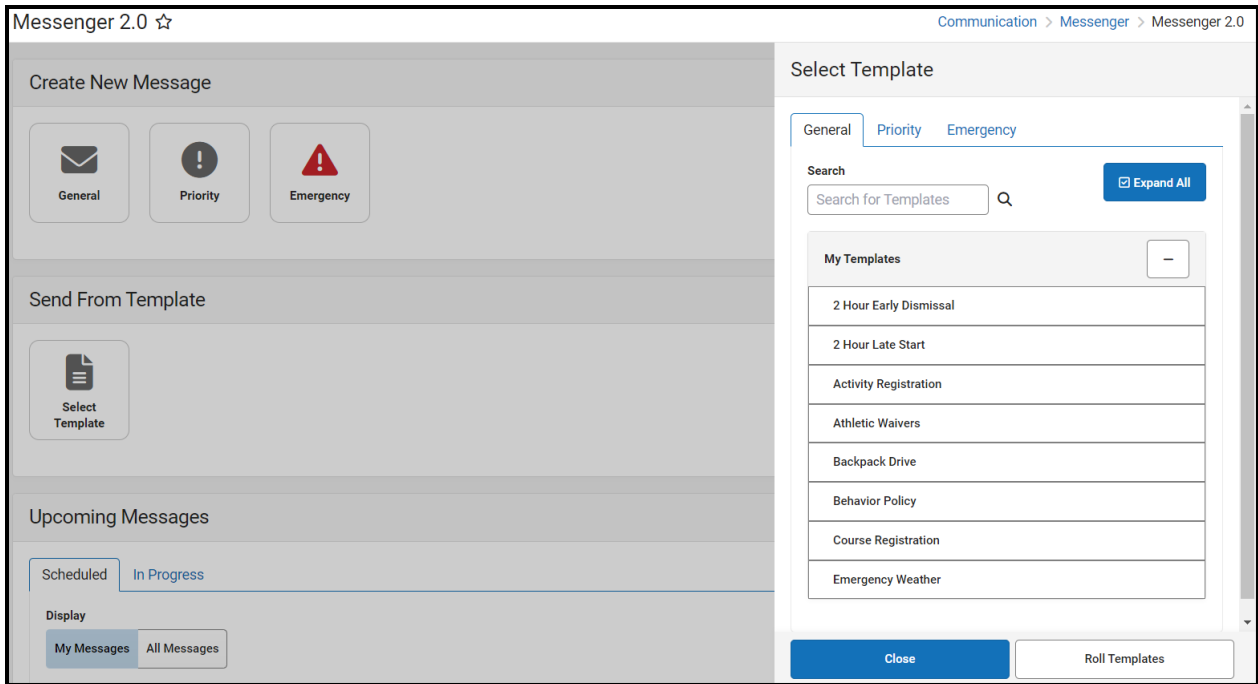 Messenger 2.0
Communication > Messenger > Messenger 2.0
Create New Message
General
Priority
Emergency
Send From Template
Select
Template
Upcoming Messages
Scheduled
In Progress
Display
My Messages
All Messages
Select Template
General
Priority
Emergency
Search
Search for Templates
Expand All
My Templates
2 Hour Early Dismissal
2 Hour Late Start
Activity Registration
Athletic Waivers
Backpack Drive
Behavior Policy
Course Registration
Emergency Weather
Close
Roll Templates